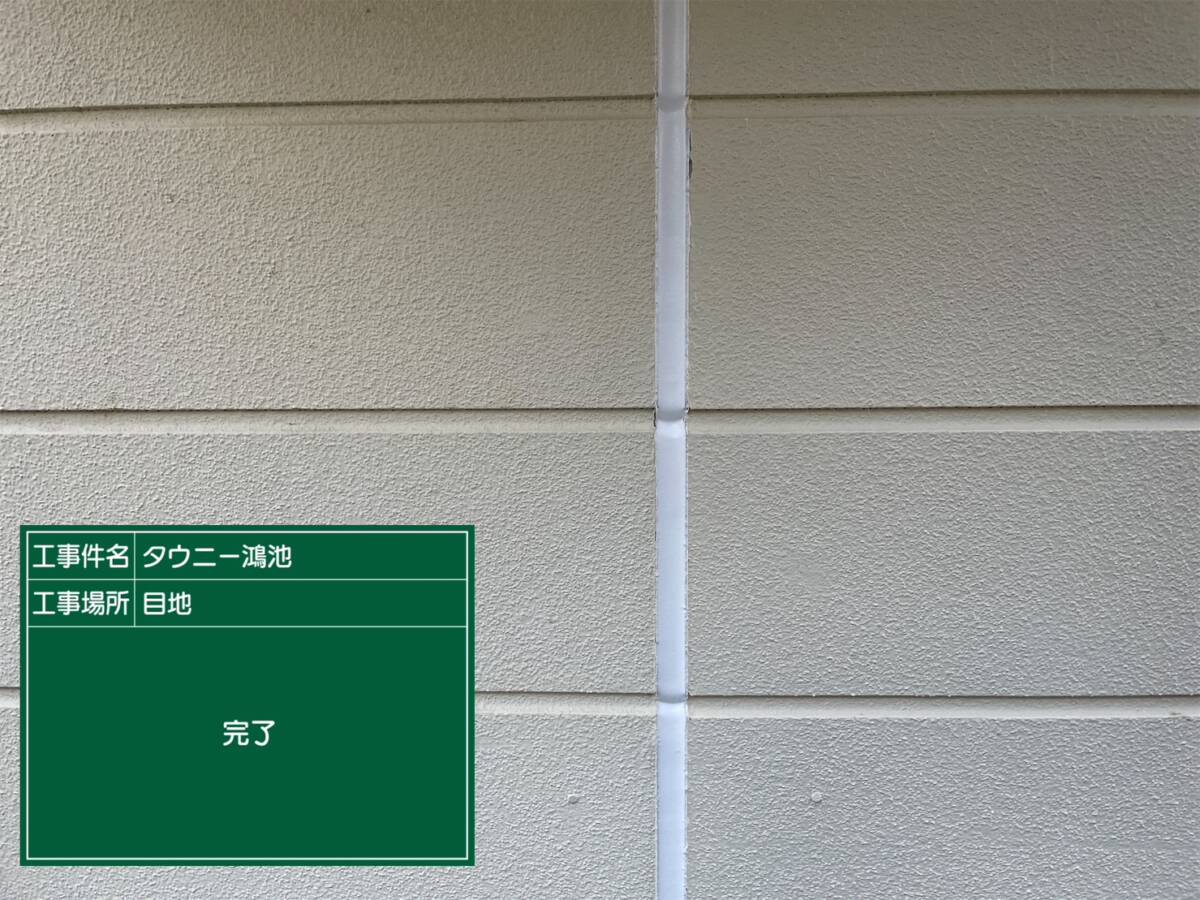 工事件名 タウニー鴻池
工事場所 目地
完了